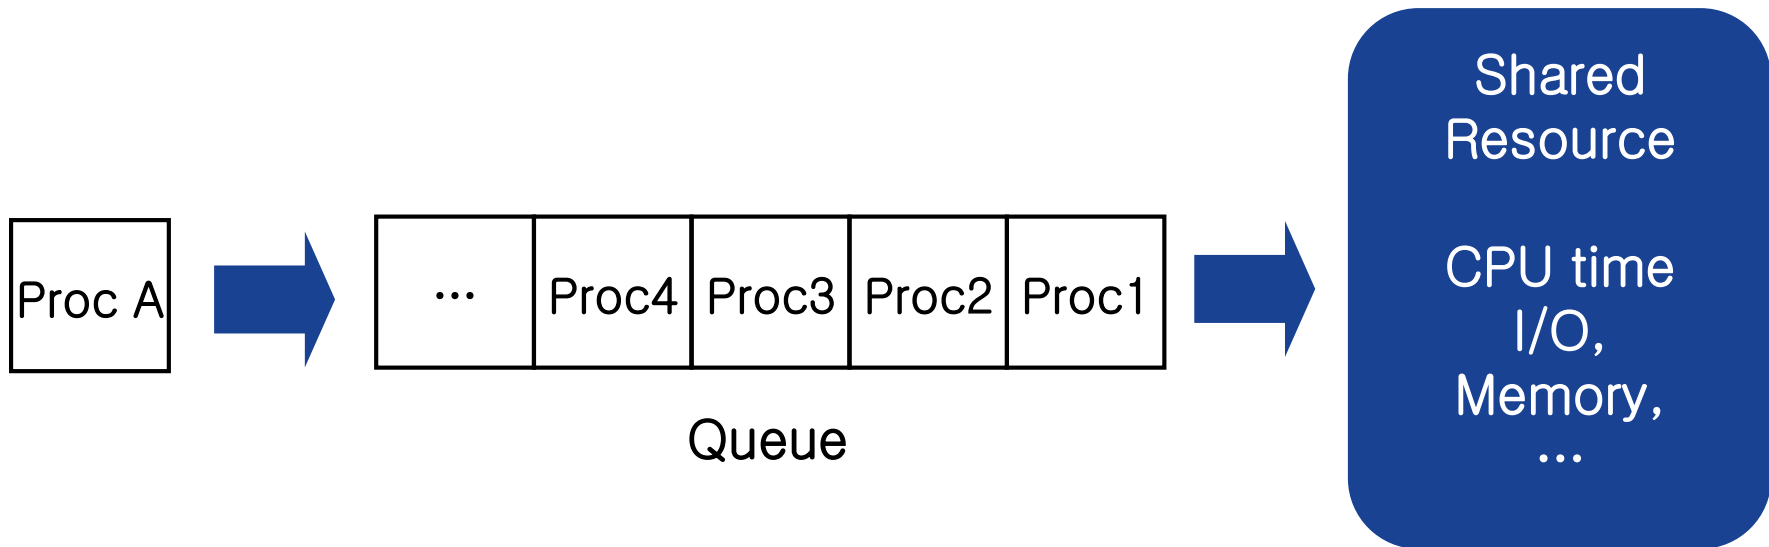 Proc A
... Proc4 Proc3 Proc2 Proc1
Queue
Shared
Resource
CPU time
I/O,
Memory,
...